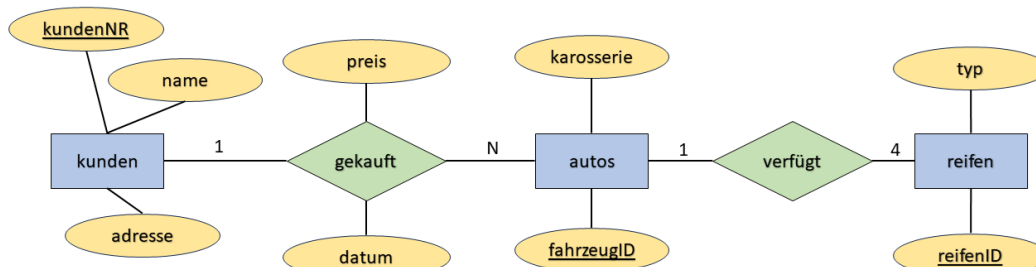 kundenNR
name
preis
karosserie
typ
kunden
1
gekauft
N
autos
1
verfügt
4
reifen
adresse
datum
fahrzeugID
reifenID